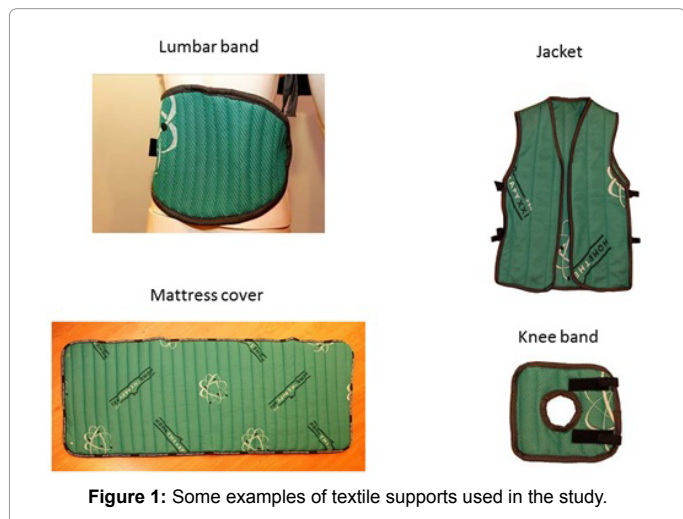 Lumbar band
Jacket
Mattress cover
Knee band
Figure 1: Some examples of textile supports used in the study.